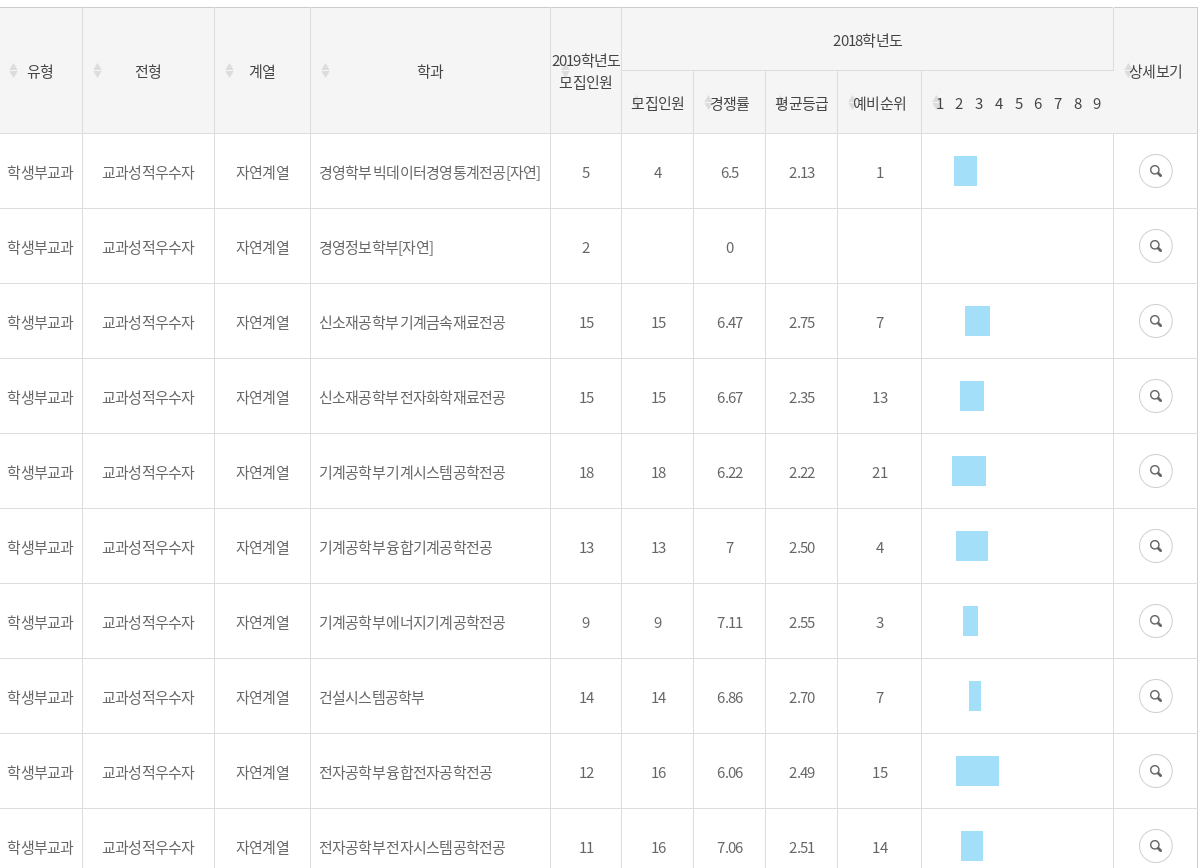 유형 전형 계열 학과 2019학년도 모집인원 2018학년도 상세보기
모집인원 경쟁률 평균등급 예비순위 1 2 3 4 5 6 7 8 9
학생부교과 교과성적우수자 자연계열 경영학부 빅데이터경영통계전공[자연] 5 4 6.5 2.13 1
학생부교과 교과성적우수자 자연계열 경영정보학부[자연] 2 0
학생부교과 교과성적우수자 자연계열 신소재공학부 기계금속재료전공 15 15 6.47 2.75 7
학생부교과 교과성적우수자 자연계열 신소재공학부 전자화학재료전공 15 15 6.67 2.35 13
학생부교과 교과성적우수자 자연계열 기계공학부 기계시스템공학전공 18 18 6.22 2.22 21
학생부교과 교과성적우수자 자연계열 기계공학부 융합기계공학전공 13 13 7 2.50 4
학생부교과 교과성적우수자 자연계열 기계공학부 에너지기계공학전공 9 9 7.11 2.55 3
학생부교과 교과성적우수자 자연계열 건설시스템공학부 14 14 6.86 2.70 7
학생부교과 교과성적우수자 자연계열 전자공학부 융합전자공학전공 12 16 6.06 2.49 15
학생부교과 교과성적우수자 자연계열 전자공학부 전자시스템공학전공 11 16 7.06 2.51 14